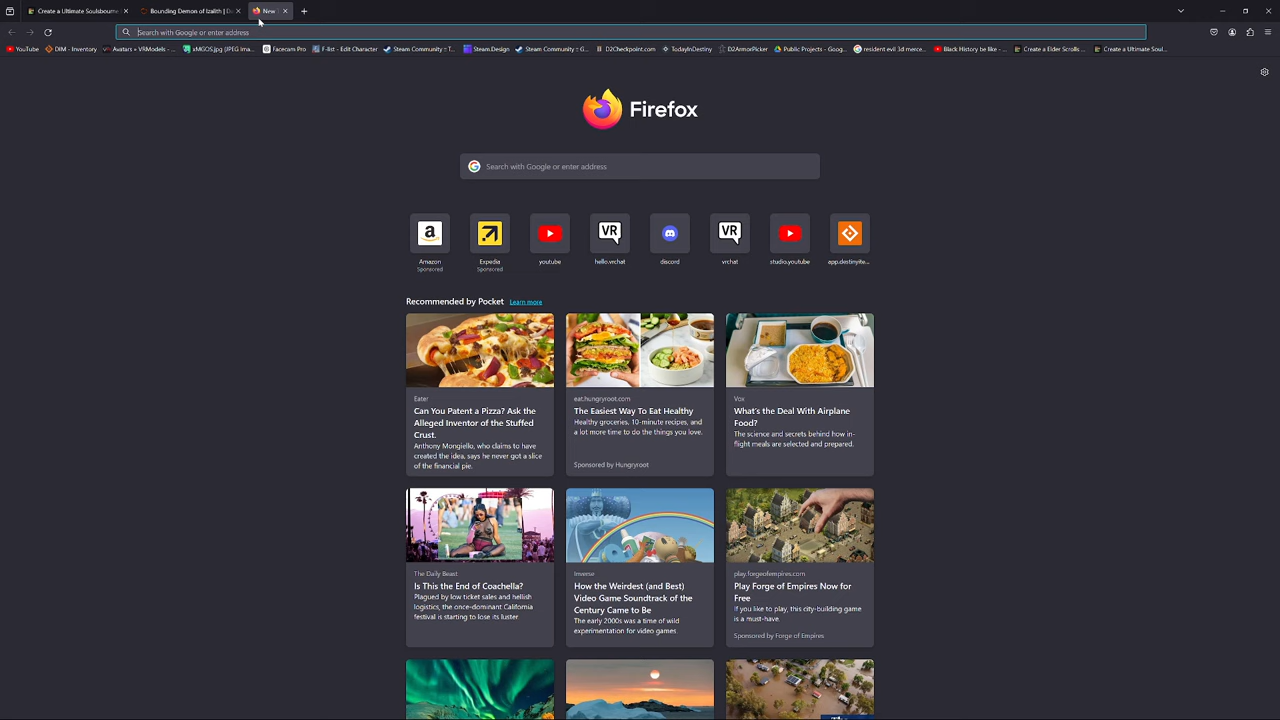 Create a Ultimate Soulsbourne
Bounding Demon of Izalith | Da
New
Search with Google or enter address
YouTube
DIM - Inventory
Avatars • VRModels - ...
xMGOS.jpg (JPEG Ima...
Facecam Pro
F-list - Edit Character
Steam Community :: T...
Steam.Design
Steam Community :: G...
D2Checkpoint.com
TodayInDestiny
D2ArmorPicker
Public Projects - Goog...
resident evil 3d merce...
Black History be like - ...
Create a Elder Scrolls ...
Create a Ultimate Soul...
Firefox
Search with Google or enter address
Amazon
Sponsored
Expedia
Sponsored
youtube
hello.vrchat
discord
vrchat
studio.youtube
app.destinyite...
Recommended by Pocket Learn more
Eater
Can You Patent a Pizza? Ask the
Alleged Inventor of the Stuffed
Crust.
Anthony Mongiello, who claims to have
created the idea, says he never got a slice
of the financial pie.
eat.hungryroot.com
The Easiest Way To Eat Healthy
Healthy groceries, 10-minute recipes, and
a lot more time to do the things you love.
Sponsored by Hungryroot
Vox
What's the Deal With Airplane
Food?
The science and secrets behind how in-
flight meals are selected and prepared.
The Daily Beast
Is This the End of Coachella?
Plagued by low ticket sales and hellish
logistics, the once-dominant California
festival is starting to lose its luster.
Inverse
How the Weirdest (and Best)
Video Game Soundtrack of the
Century Came to Be
The early 2000s was a time of wild
experimentation for video games.
play.forgeofempires.com
Play Forge of Empires Now for
Free
If you like to play, this city-building game
is a must-have.
Sponsored by Forge of Empires